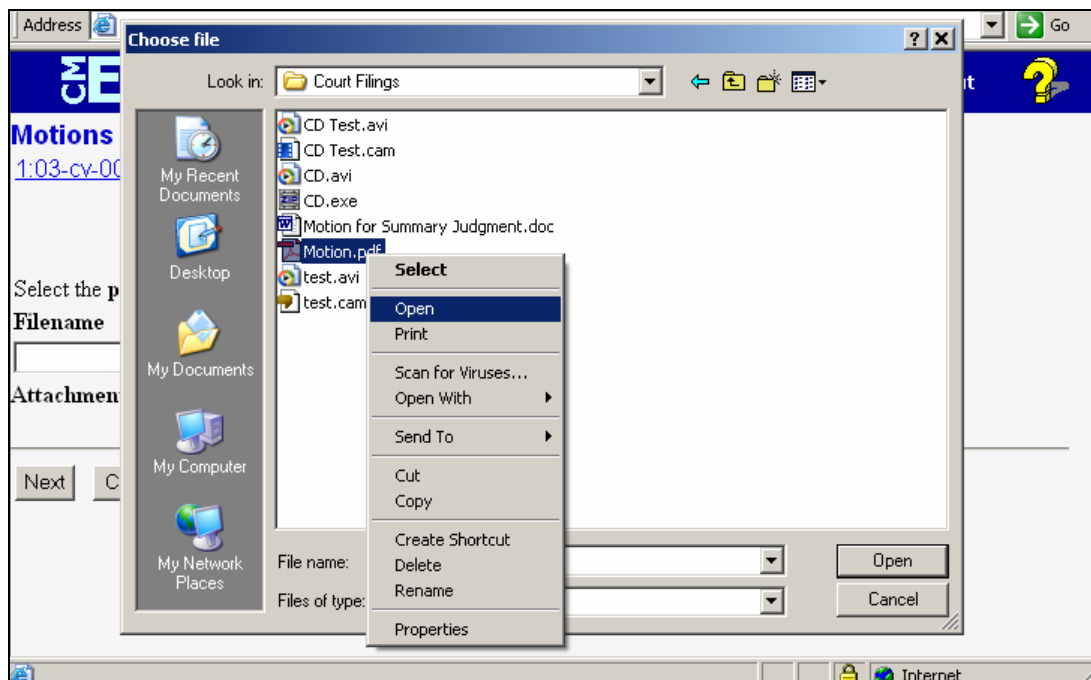 Address
Go
Choose file
Look in:
Court Filings
CM
E
ut
Motions
1:03-cv-00
My Recent
Documents
Desktop
My Documents
My Computer
My Network
Places
CD Test.avi
CD Test.cam
CD.avi
CD.exe
Motion for Summary Judgment.doc
Motion.pdf
test.avi
test.cam
Select
Open
Print
Scan for Viruses...
Open With
Send To
Cut
Copy
Create Shortcut
Delete
Rename
Properties
Select the p
Filename
Attachmen
Next
C
File name:
Open
Files of type:
Cancel
Internet